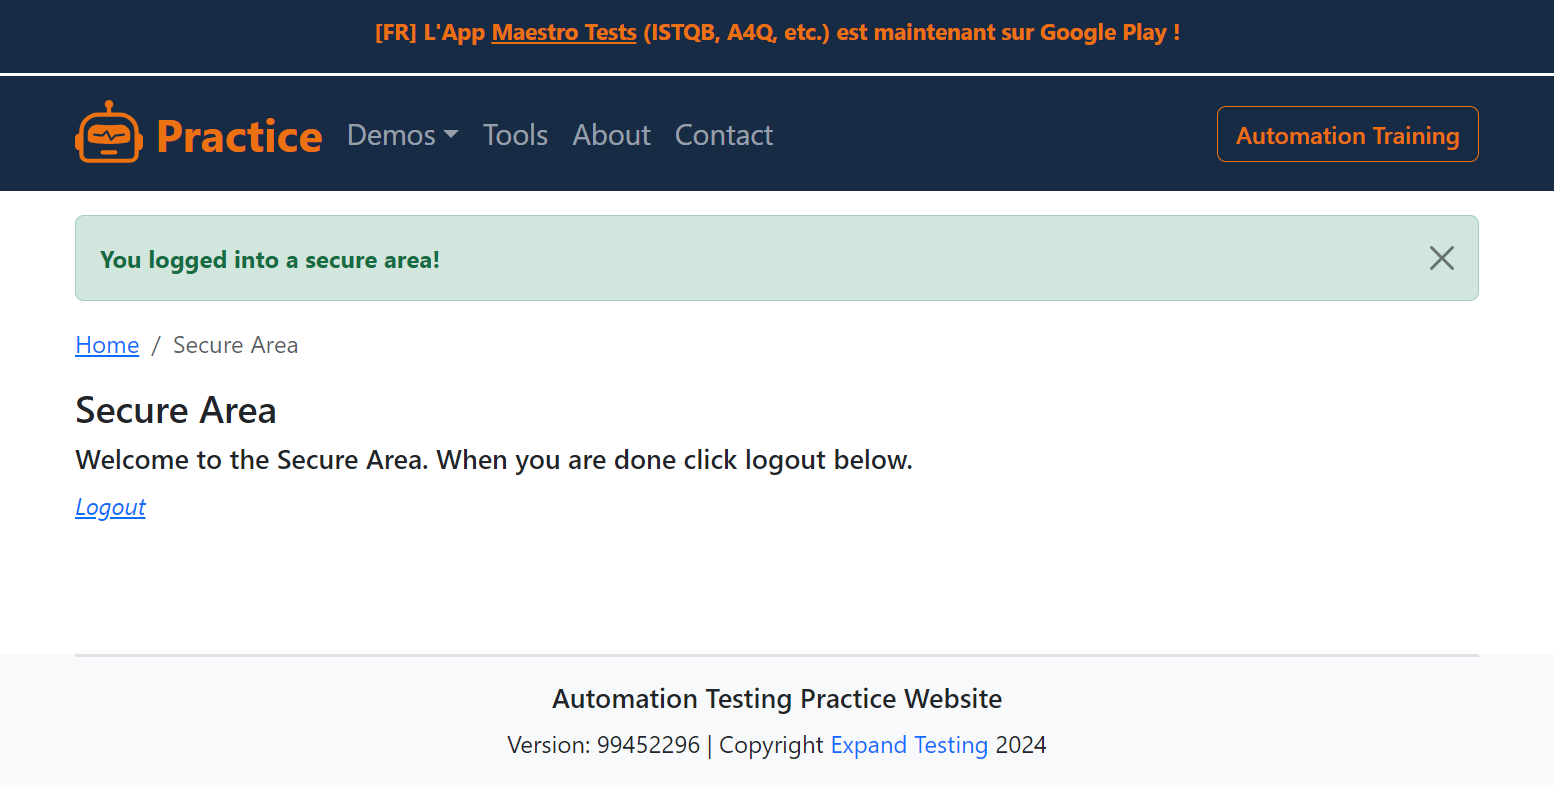 [FR] L'App Maestro Tests (ISTQB, A4Q, etc.) est maintenant sur Google Play !
Practice Demos Tools About Contact Automation Training
You logged into a secure area!
Home / Secure Area
Secure Area
Welcome to the Secure Area. When you are done click logout below.
Logout
Automation Testing Practice Website
Version: 99452296 | Copyright Expand Testing 2024